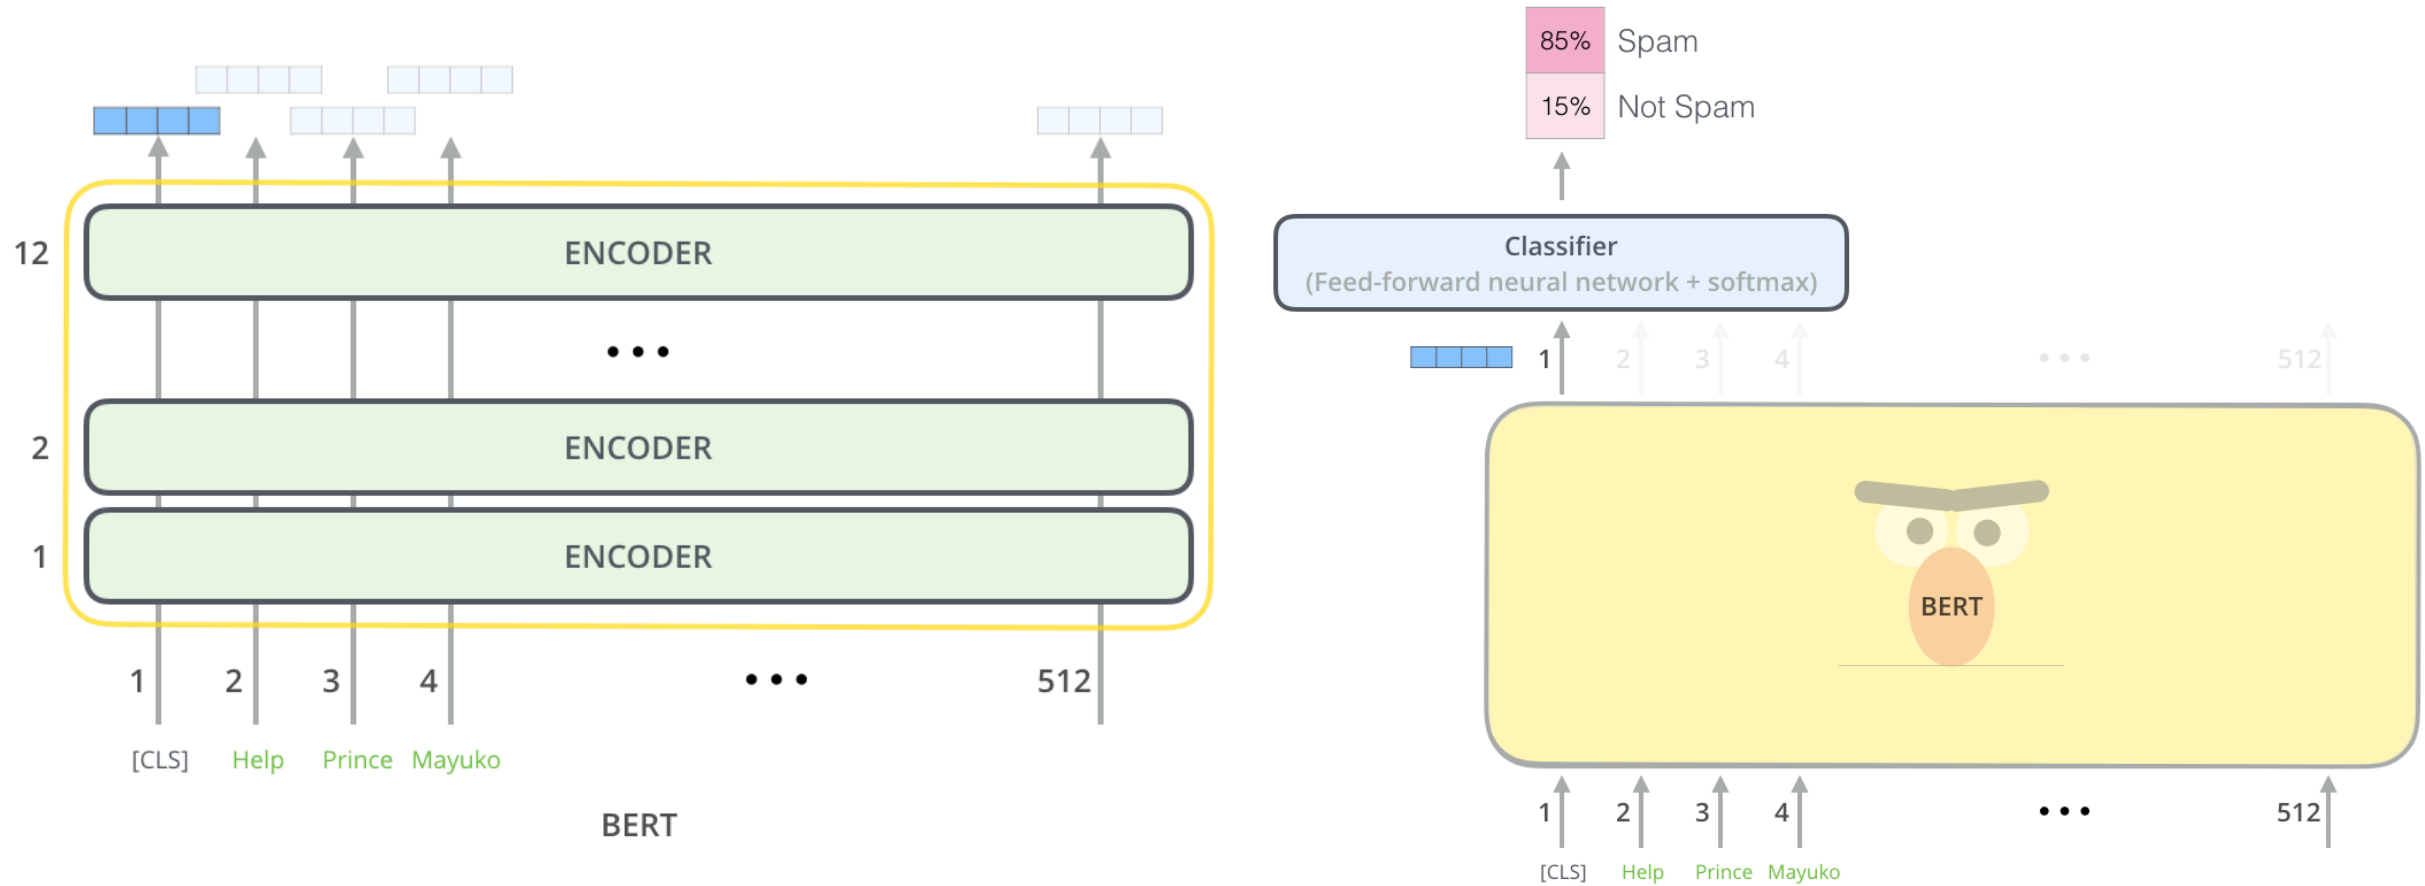 12 ENCODER
• • •
2 ENCODER
1 ENCODER
1 2 3 4 • • • 512
[CLS] Help Prince Mayuko
BERT
85% Spam
15% Not Spam
Classifier
(Feed-forward neural network + softmax)
1 2 3 4 • • • 512
BERT
1 2 3 4 • • • 512
[CLS] Help Prince Mayuko